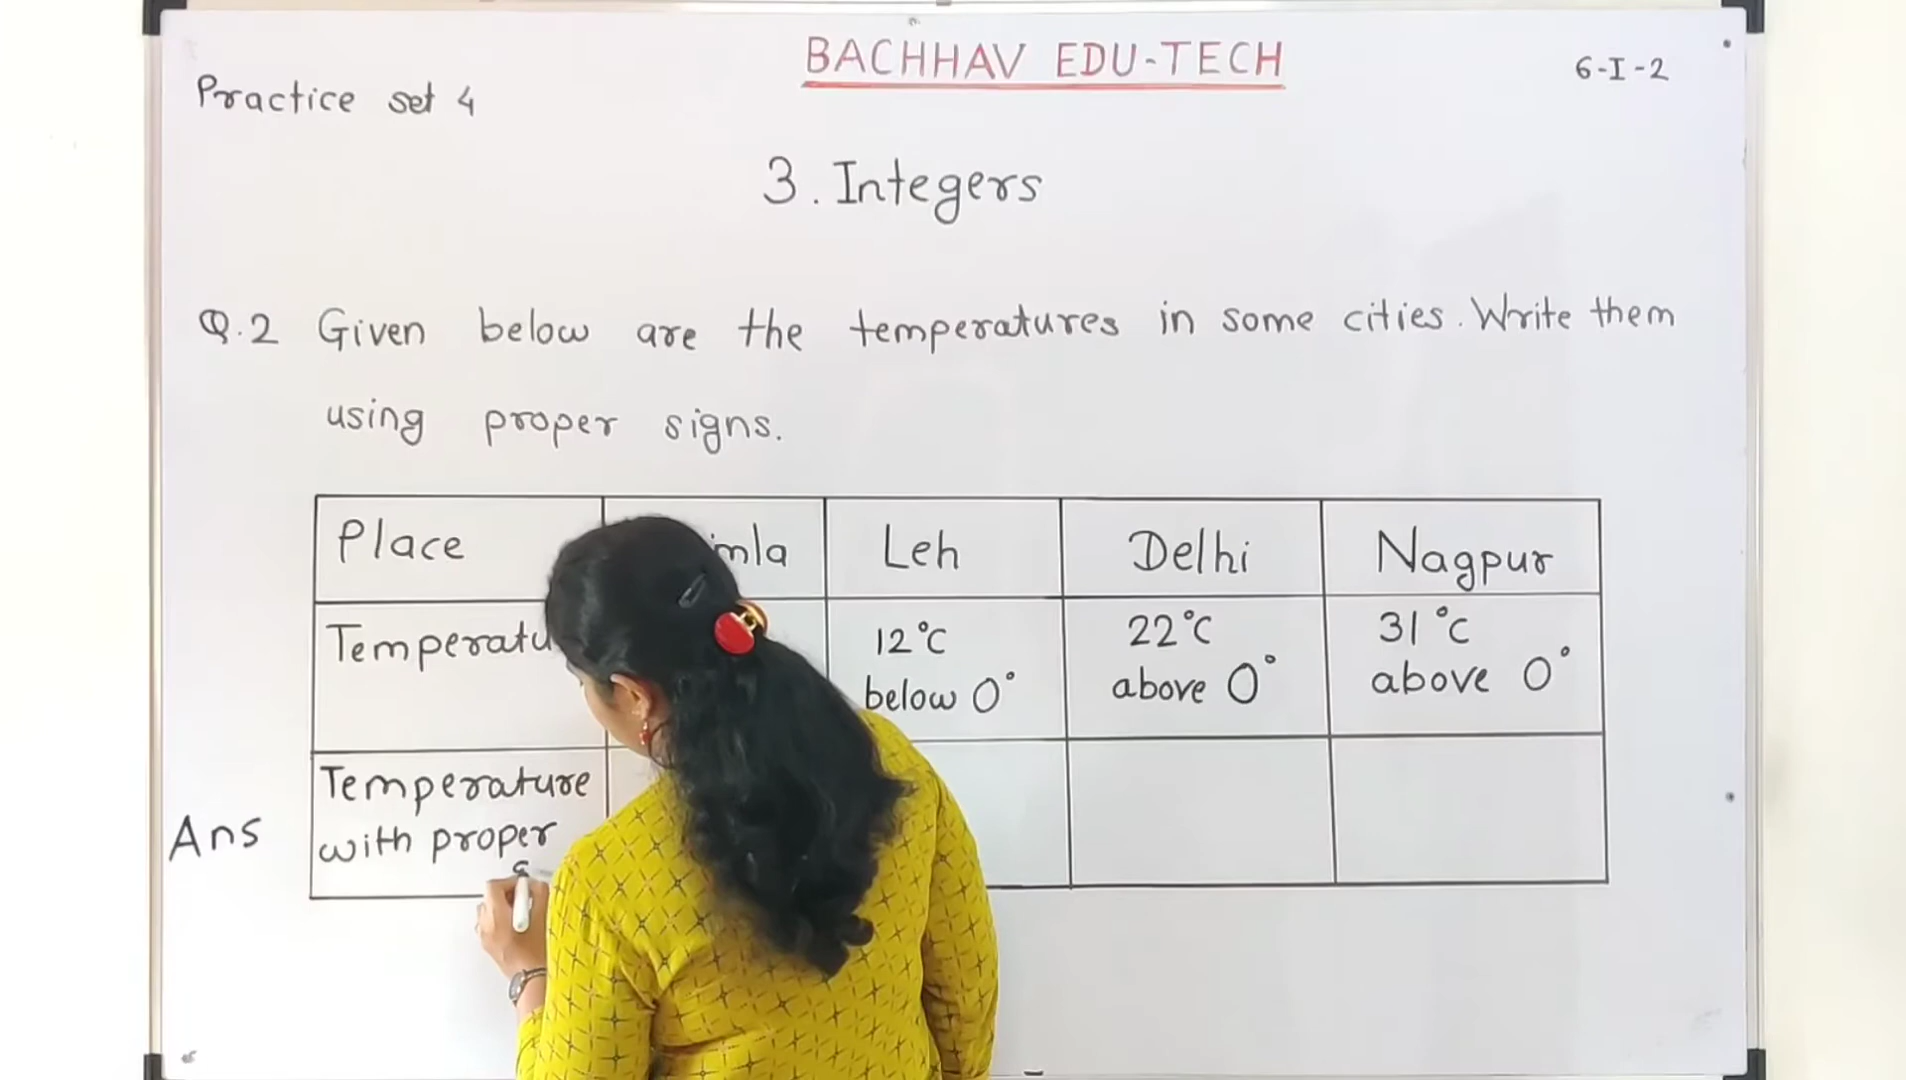 BACHHAV EDU-TECH
6-I-2
Practice set 4
3. Integers
Q.2 Given below are the temperatures in some cities. Write them
using proper signs.
Place mla Leh Delhi Nagpur
Temperatu 12°C 22°C 31°C
below 0° above 0° above 0°
Temperature
with proper
Ans